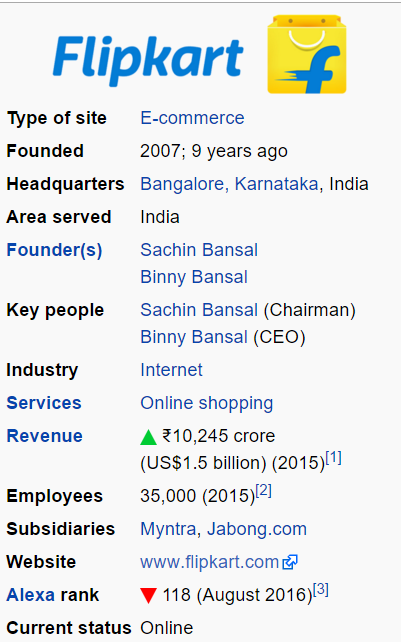 Flipkart
Type of site E-commerce
Founded 2007; 9 years ago
Headquarters Bangalore, Karnataka, India
Area served India
Founder(s) Sachin Bansal
Binny Bansal
Key people Sachin Bansal (Chairman)
Binny Bansal (CEO)
Industry Internet
Services Online shopping
Revenue ▲ ₹10,245 crore
(US$1.5 billion) (2015)[1]
Employees 35,000 (2015)[2]
Subsidiaries Myntra, Jabong.com
Website www.flipkart.com
Alexa rank ▼ 118 (August 2016)[3]
Current status Online